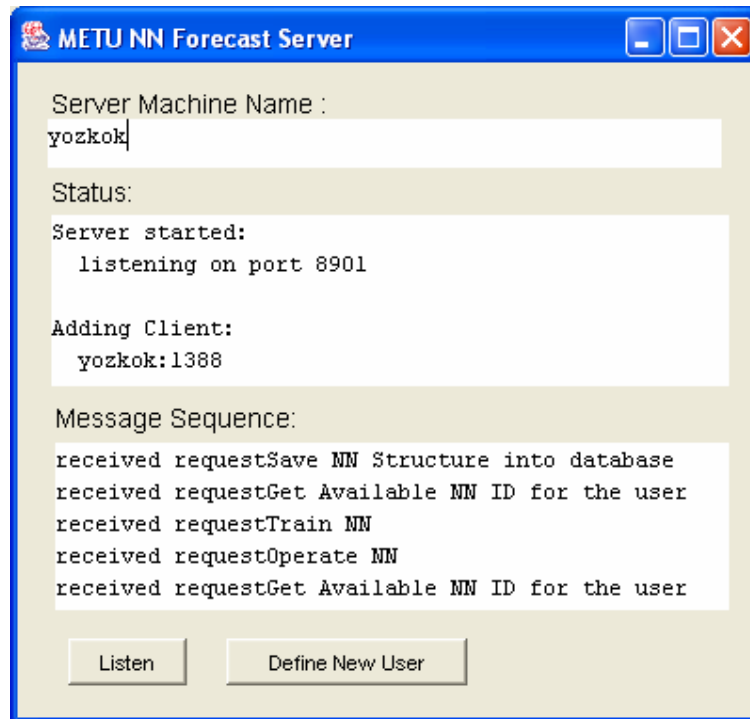 METU NN Forecast Server
Server Machine Name :
yozkok
Status:
Server started:
listening on port 8901
Adding Client:
yozkok:1388
Message Sequence:
received requestSave NN Structure into database
received requestGet Available NN ID for the user
received requestTrain NN
received requestOperate NN
received requestGet Available NN ID for the user
Listen
Define New User